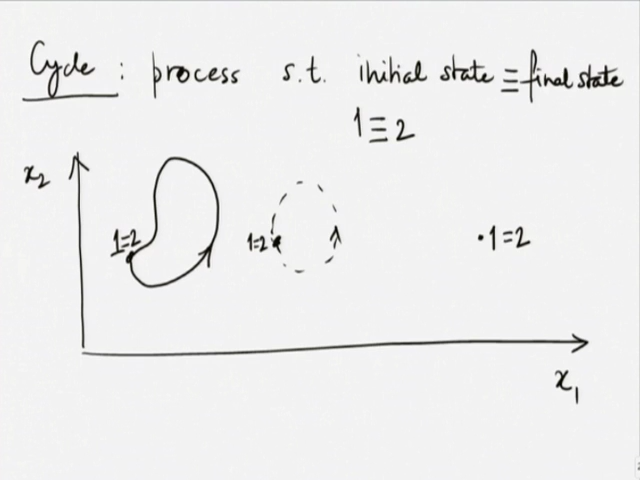 Cycle : process s.t. initial state ≡ final state
1 ≡ 2
x₂
1=2
1=2
1=2
x₁